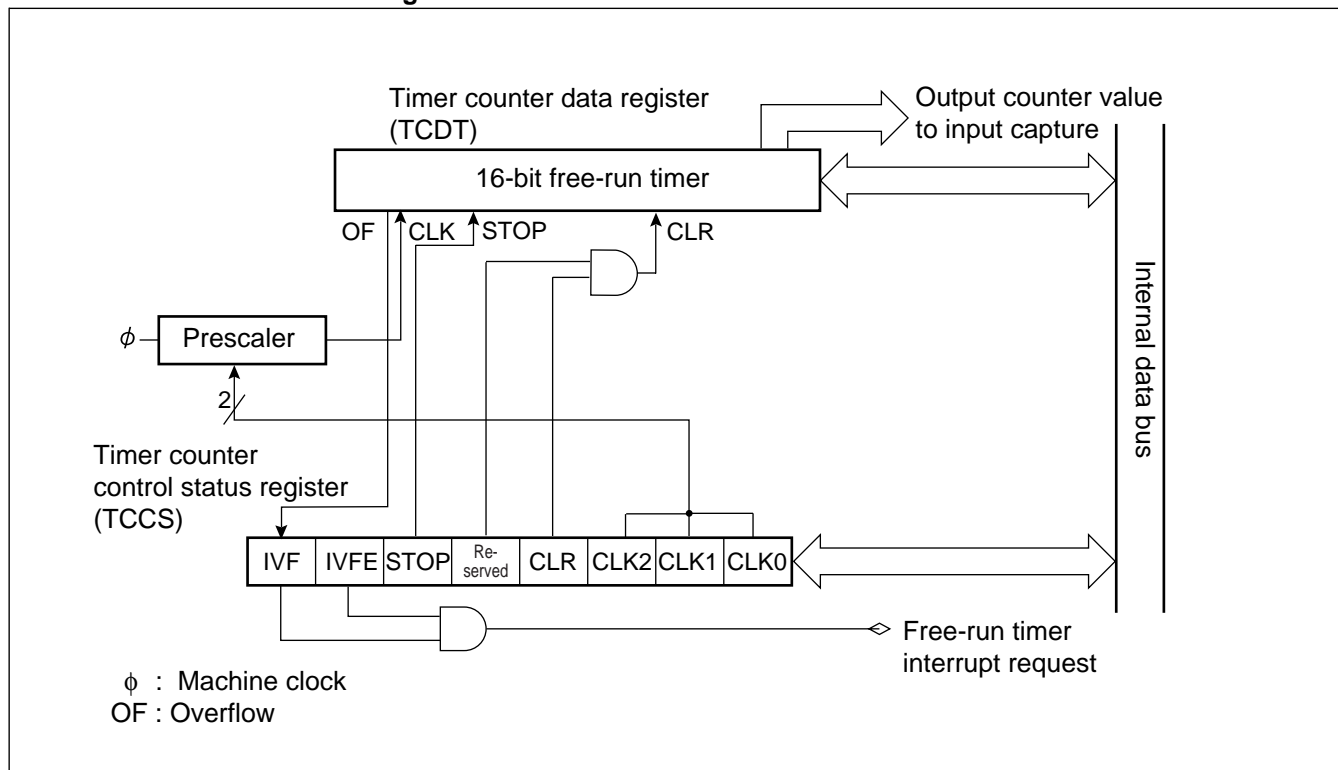 Timer counter data register
(TCDT)
Output counter value
to input capture
16-bit free-run timer
OF
CLK
STOP
CLR
ϕ
Prescaler
2
Internal data bus
Timer counter
control status register
(TCCS)
IVF
IVFE
STOP
Re-
served
CLR
CLK2
CLK1
CLK0
Free-run timer
interrupt request
ϕ : Machine clock
OF : Overflow